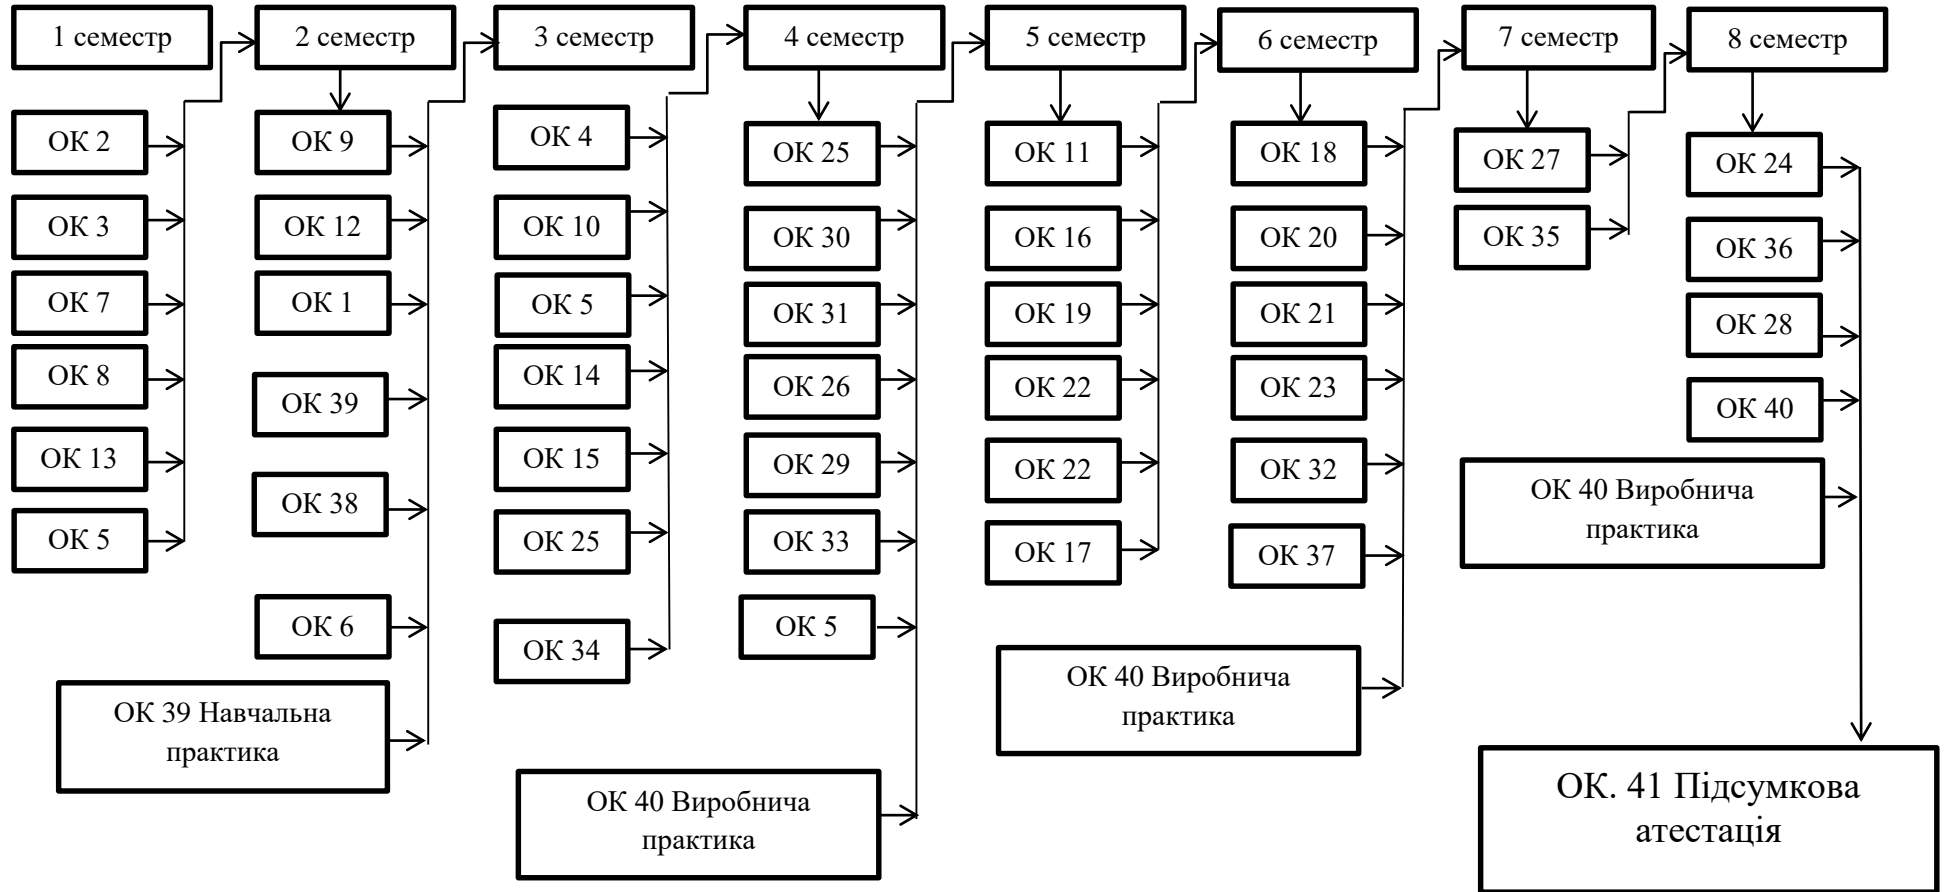 1 семестр
2 семестр
3 семестр
4 семестр
5 семестр
6 семестр
7 семестр
8 семестр
ОК 2
ОК 3
ОК 7
ОК 8
ОК 13
ОК 5
ОК 9
ОК 12
ОК 1
ОК 39
ОК 38
ОК 6
ОК 39 Навчальна
практика
ОК 4
ОК 10
ОК 5
ОК 14
ОК 15
ОК 25
ОК 34
ОК 25
ОК 30
ОК 31
ОК 26
ОК 29
ОК 33
ОК 5
ОК 40 Виробнича
практика
ОК 11
ОК 16
ОК 19
ОК 22
ОК 22
ОК 17
ОК 18
ОК 20
ОК 21
ОК 23
ОК 32
ОК 37
ОК 40 Виробнича
практика
ОК 27
ОК 35
ОК 24
ОК 36
ОК 28
ОК 40
ОК 40 Виробнича
практика
ОК. 41 Підсумкова
атестація